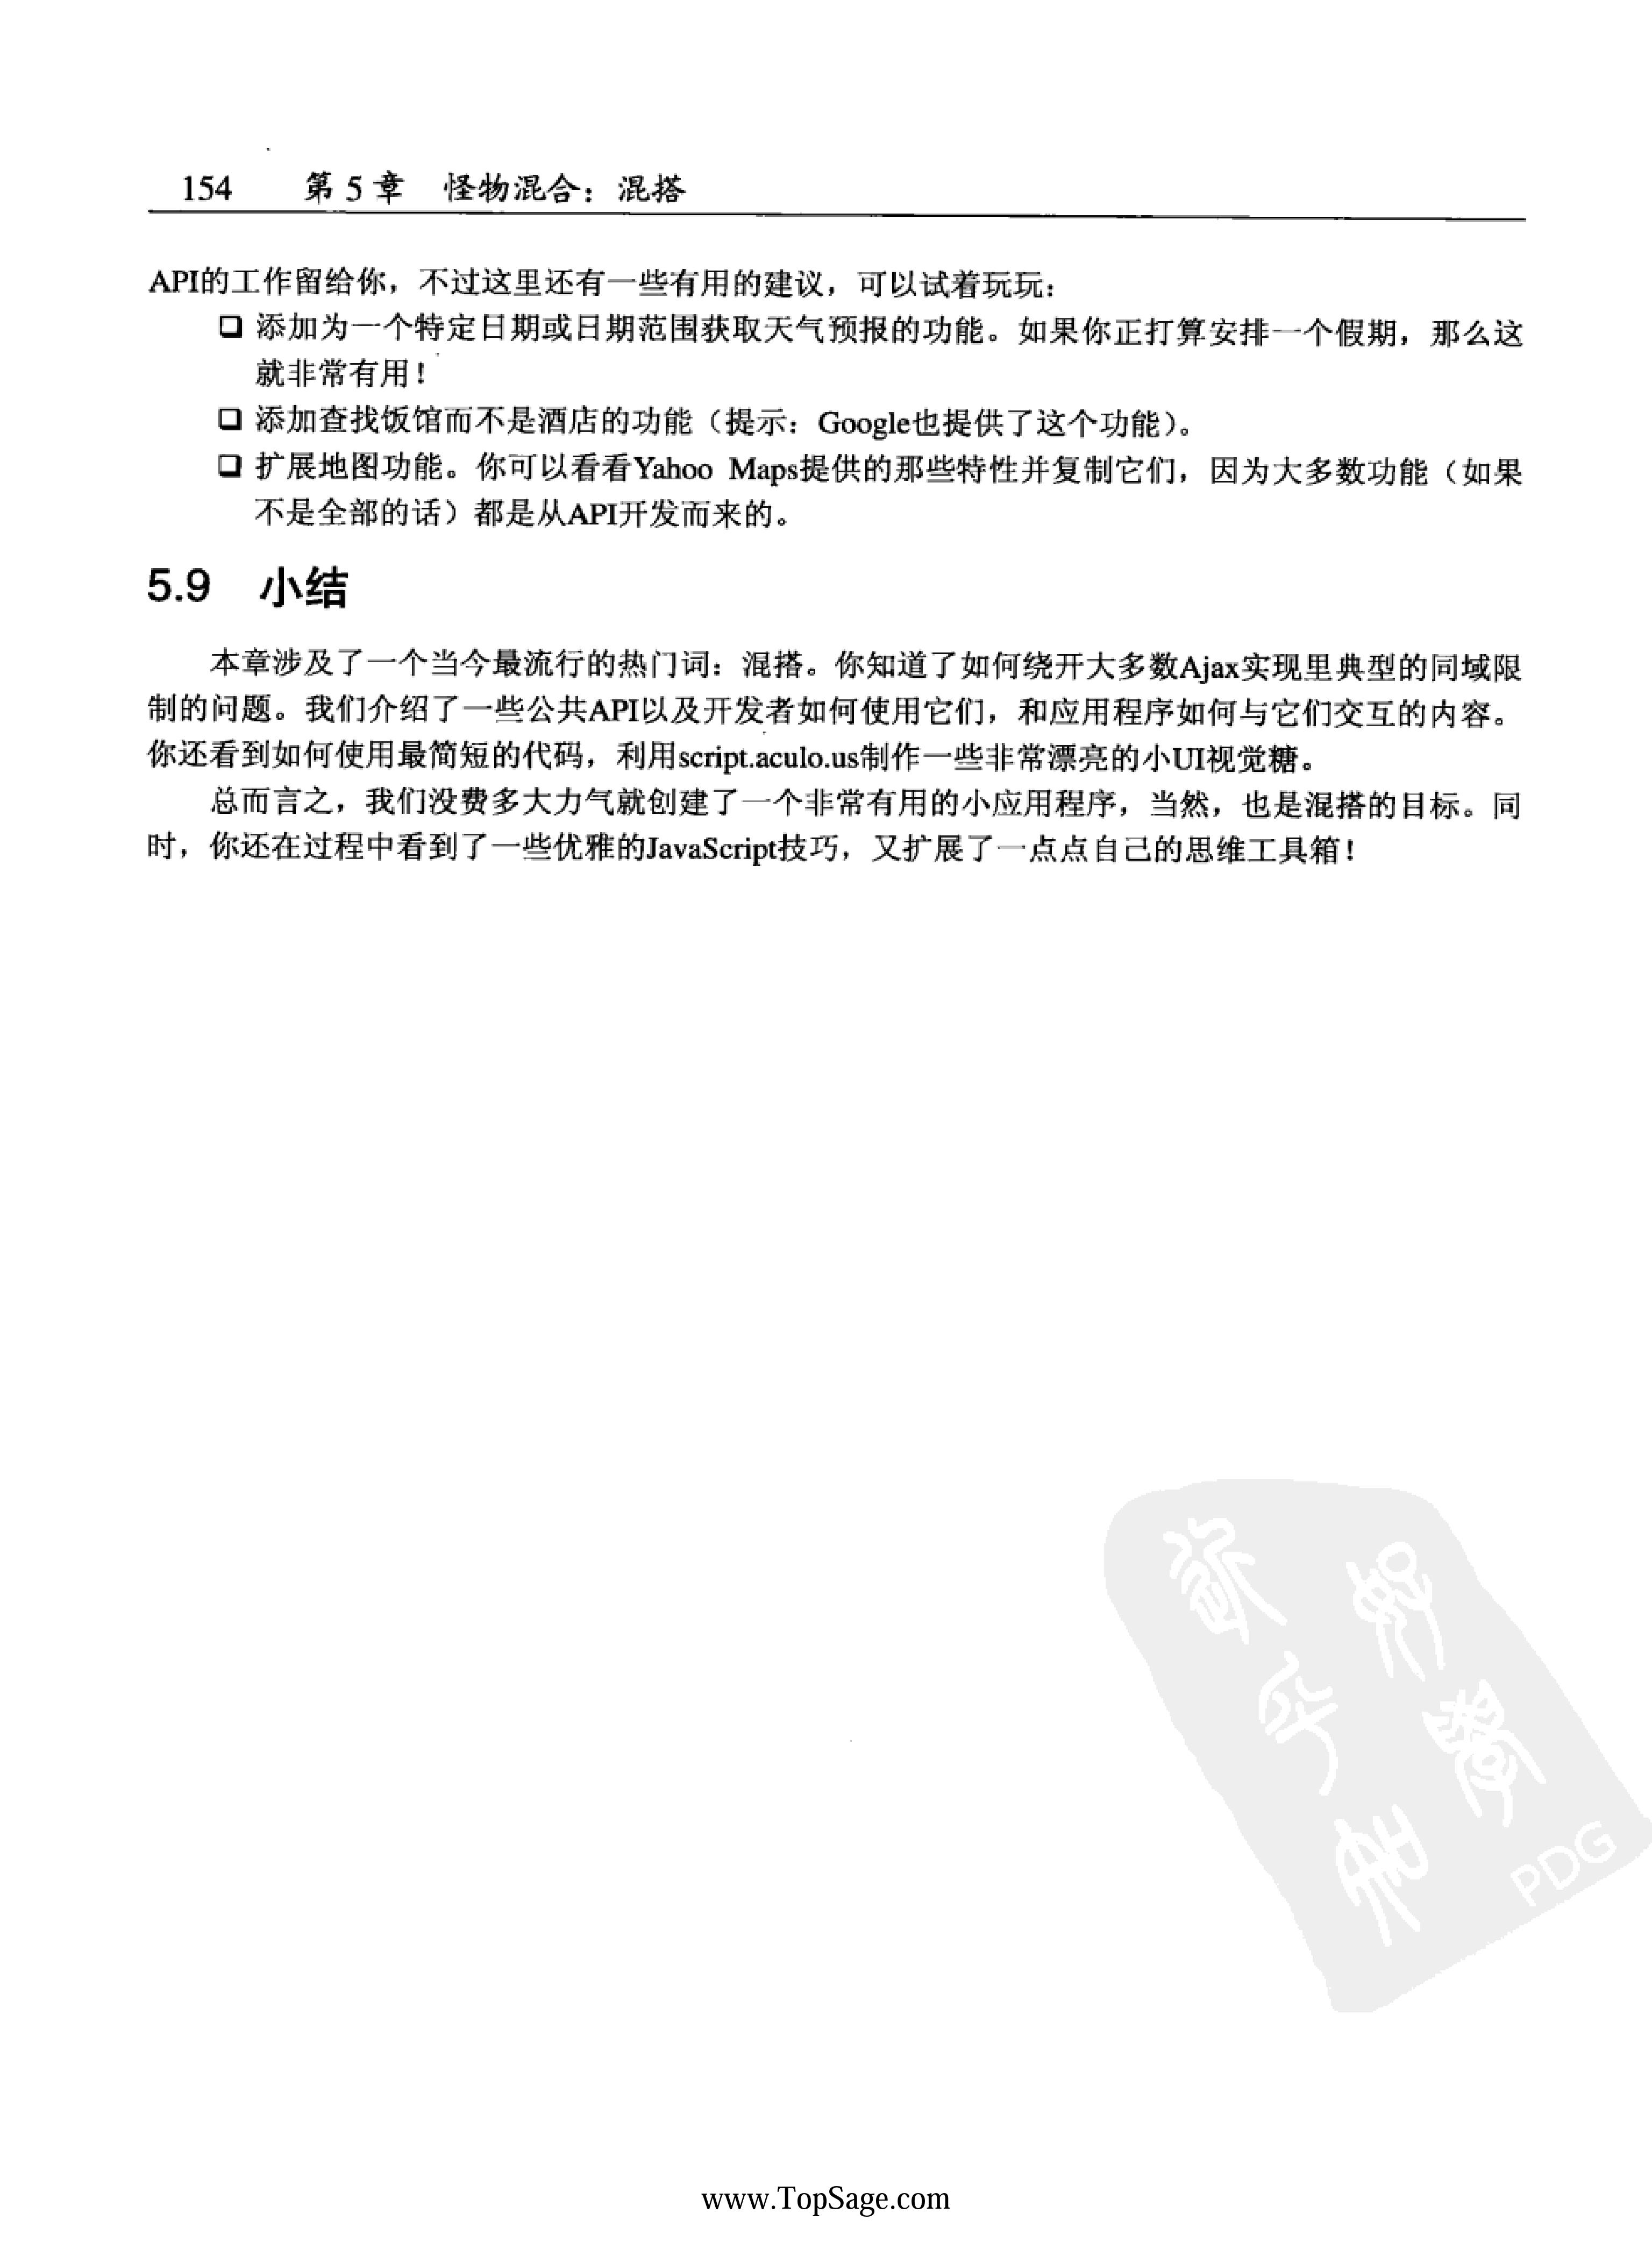 154 第 5 章 怪物混合：混搭
API的工作留给你，不过这里还有一些有用的建议，可以试着玩玩：
❑ 添加为一个特定日期或日期范围获取天气预报的功能。如果你正打算安排一个假期，那么这
就非常有用！
❑ 添加查找饭馆而不是酒店的功能（提示：Google也提供了这个功能）。
❑ 扩展地图功能。你可以看看Yahoo Maps提供的那些特性并复制它们，因为大多数功能（如果
不是全部的话）都是从API开发而来的。
5.9 小结
本章涉及了一个当今最流行的热门词：混搭。你知道了如何绕开大多数Ajax实现里典型的同域限
制的问题。我们介绍了一些公共API以及开发者如何使用它们，和应用程序如何与它们交互的内容。
你还看到如何使用最简短的代码，利用script.aculo.us制作一些非常漂亮的小UI视觉糖。
总而言之，我们没费多大力气就创建了一个非常有用的小应用程序，当然，也是混搭的目标。同
时，你还在过程中看到了一些优雅的JavaScript技巧，又扩展了一点点自己的思维工具箱！
PDG
www.TopSage.com